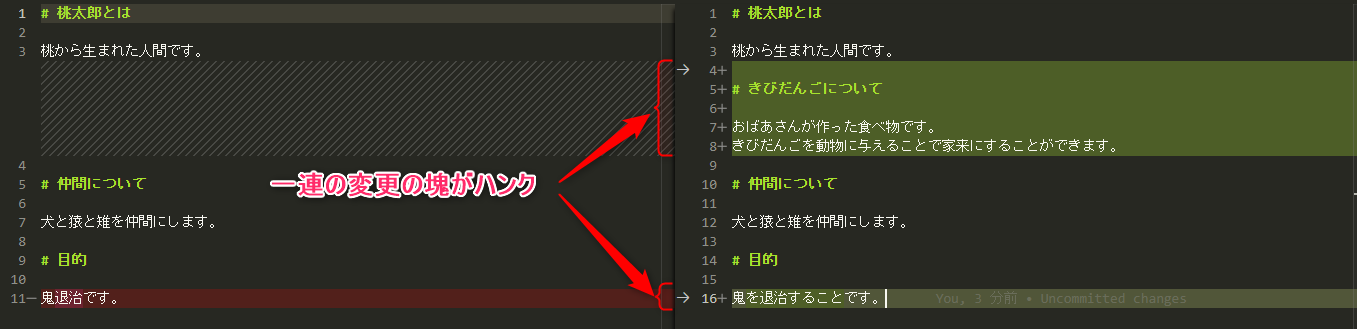 1 # 桃太郎とは
2
3 桃から生まれた人間です。
4
5 # 仲間について
6
7 犬と猿と雉を仲間にします。
8
9 # 目的
10
11− 鬼退治です。
一連の変更の塊がハンク
→ 
→ 
1 # 桃太郎とは
2
3 桃から生まれた人間です。
4+
5+ # きびだんごについて
6+
7+ おばあさんが作った食べ物です。
8+ きびだんごを動物に与えることで家来にすることができます。
9
10 # 仲間について
11
12 犬と猿と雉を仲間にします。
13
14 # 目的
15
16+ 鬼を退治することです。 You, 3 分前 • Uncommitted changes